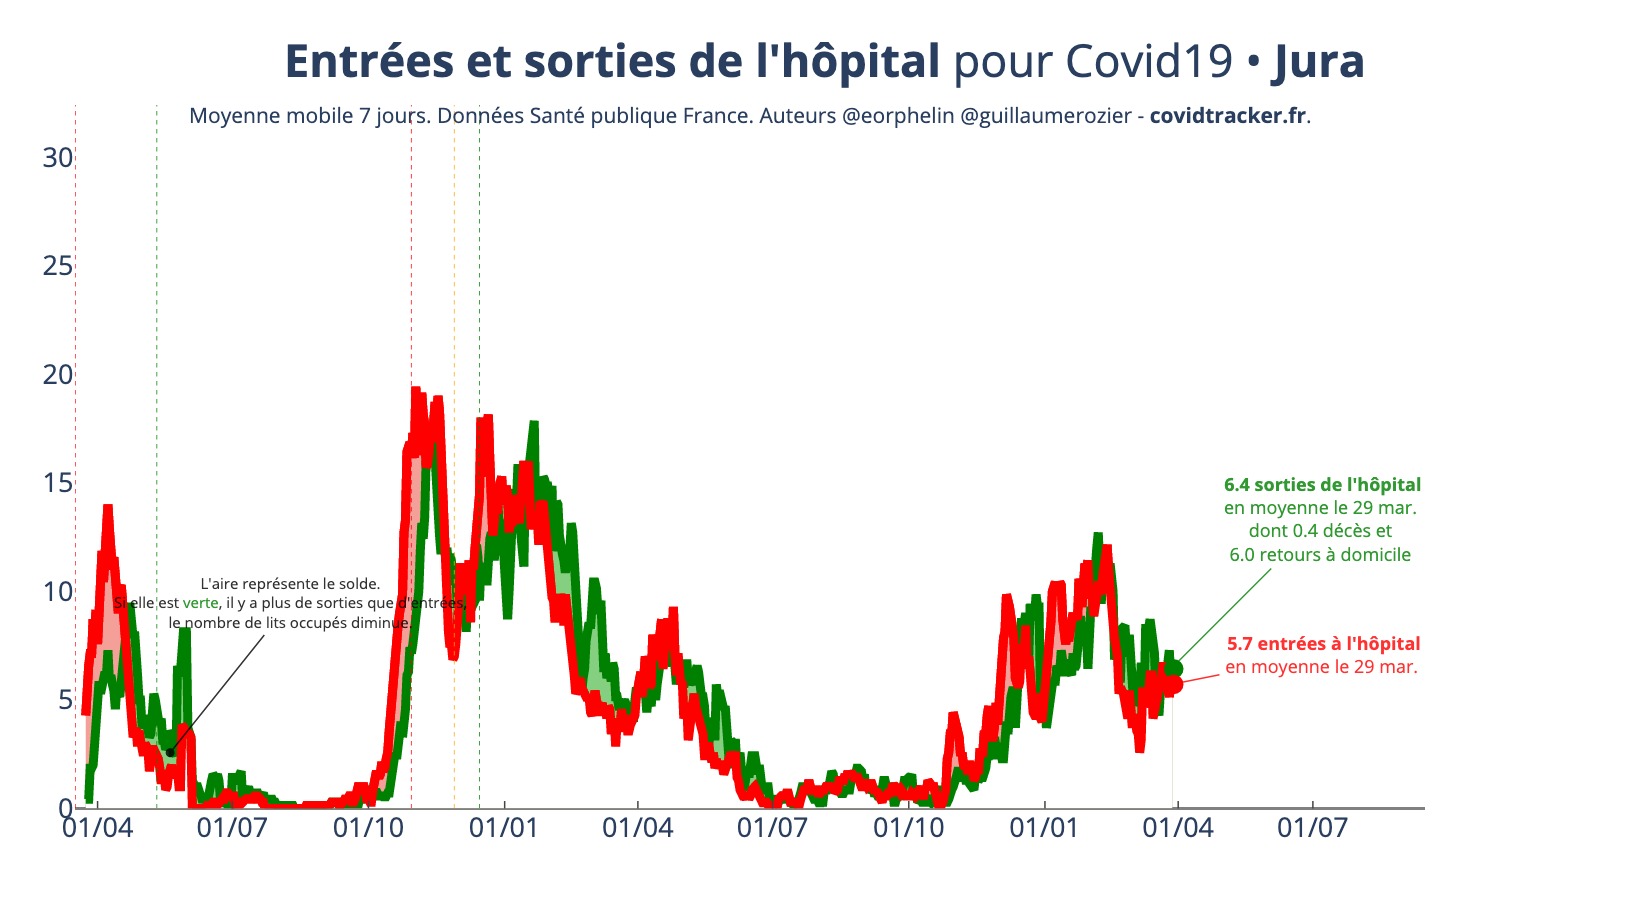 Entrées et sorties de l'hôpital pour Covid19 • Jura
Moyenne mobile 7 jours. Données Santé publique France. Auteurs @eorphelin @guillaumerozier - covidtracker.fr.
30
25
20
15
10
5
0
6.4 sorties de l'hôpital
en moyenne le 29 mar.
dont 0.4 décès et
6.0 retours à domicile
L'aire représente le solde.
Si elle est verte, il y a plus de sorties que d'entrées,
le nombre de lits occupés diminue.
5.7 entrées à l'hôpital
en moyenne le 29 mar.
01/04 01/07 01/10 01/01 01/04 01/07 01/10 01/01 01/04 01/07